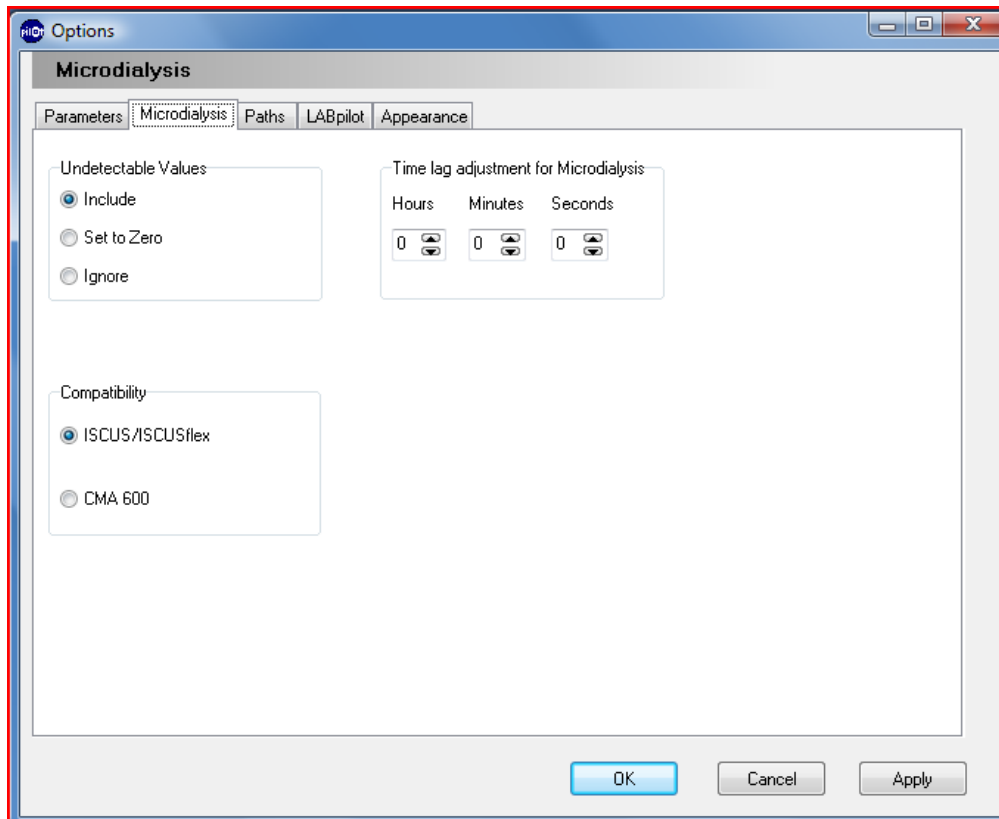 PILOT Options
Microdialysis
Parameters Microdialysis Paths LABpilot Appearance
Undetectable Values
Include
Set to Zero
Ignore
Time lag adjustment for Microdialysis
Hours Minutes Seconds
0 0 0
Compatibility
ISCUS/ISCUSflex
CMA 600
OK Cancel Apply